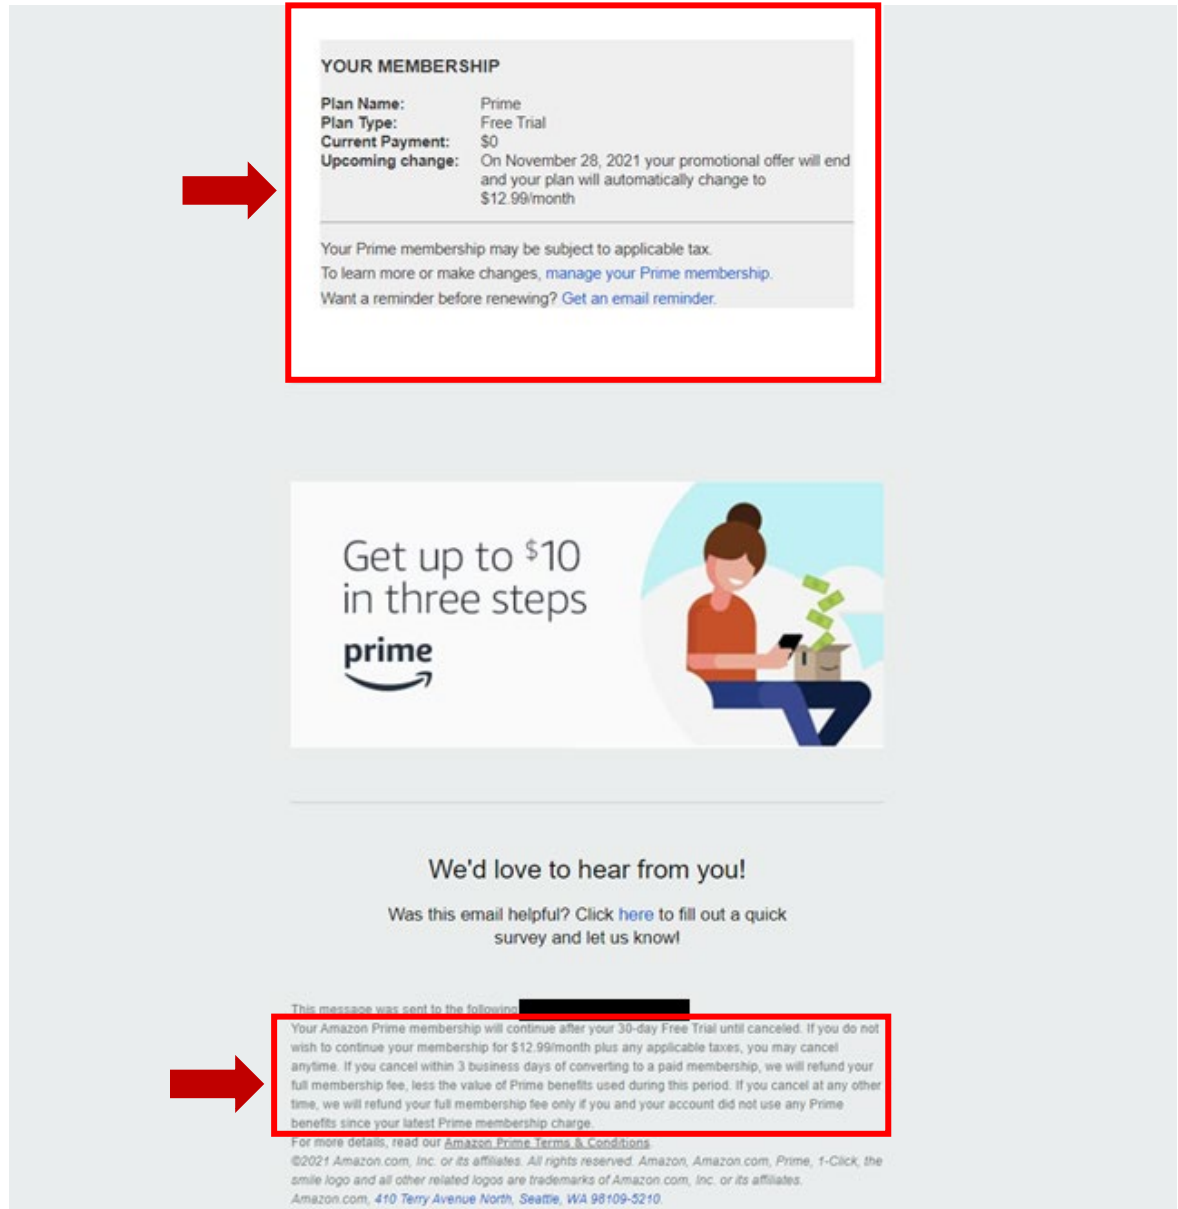 YOUR MEMBERSHIP
Plan Name: Prime
Plan Type: Free Trial
Current Payment: $0
Upcoming change: On November 28, 2021 your promotional offer will end
and your plan will automatically change to
$12.99/month
Your Prime membership may be subject to applicable tax.
To learn more or make changes, manage your Prime membership.
Want a reminder before renewing? Get an email reminder.
Get up to $10
in three steps
prime
We'd love to hear from you!
Was this email helpful? Click here to fill out a quick
survey and let us know!
This message was sent to the following
Your Amazon Prime membership will continue after your 30-day Free Trial until canceled. If you do not
wish to continue your membership for $12.99/month plus any applicable taxes, you may cancel
anytime. If you cancel within 3 business days of converting to a paid membership, we will refund your
full membership fee, less the value of Prime benefits used during this period. If you cancel at any other
time, we will refund your full membership fee only if you and your account did not use any Prime
benefits since your latest Prime membership charge.
For more details, read our Amazon Prime Terms & Conditions.
©2021 Amazon.com, Inc. or its affiliates. All rights reserved. Amazon, Amazon.com, Prime, 1-Click, the
smile logo and all other related logos are trademarks of Amazon.com, Inc. or its affiliates.
Amazon.com, 410 Terry Avenue North, Seattle, WA 98109-5210.